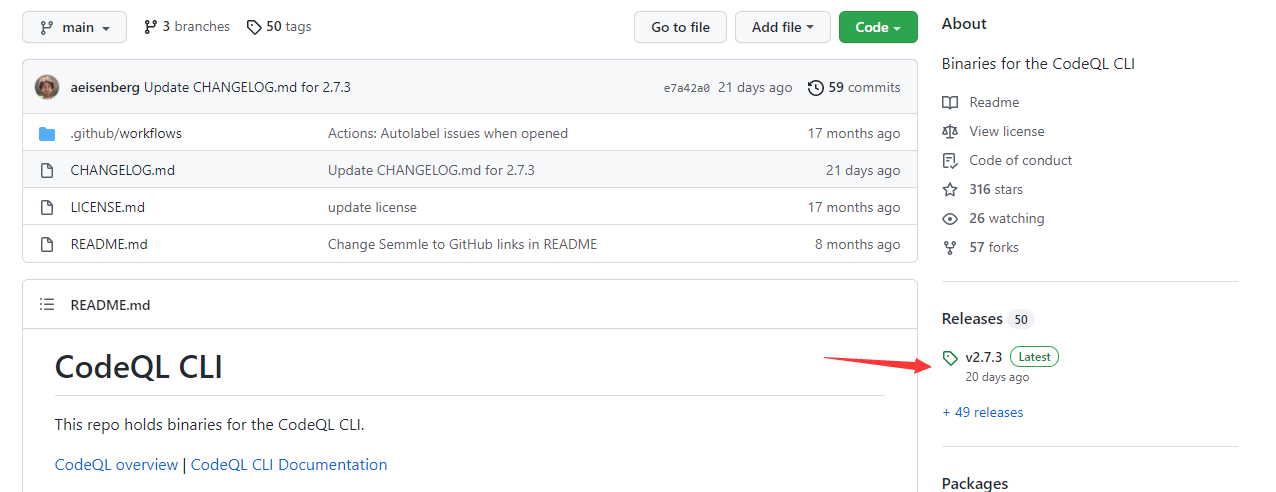 main 3 branches 50 tags Go to file Add file Code
aeisenberg Update CHANGELOG.md for 2.7.3 e7a42a0 21 days ago 59 commits
.github/workflows Actions: Autolabel issues when opened 17 months ago
CHANGELOG.md Update CHANGELOG.md for 2.7.3 21 days ago
LICENSE.md update license 17 months ago
README.md Change Semmle to GitHub links in README 8 months ago
README.md
CodeQL CLI
This repo holds binaries for the CodeQL CLI.
CodeQL overview | CodeQL CLI Documentation
About
Binaries for the CodeQL CLI
Readme
View license
Code of conduct
316 stars
26 watching
57 forks
Releases 50
v2.7.3 Latest
20 days ago
+ 49 releases
Packages